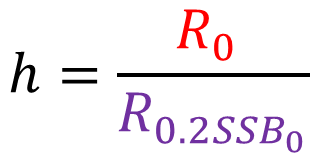 h = R₀ / R₀.₂SSB₀